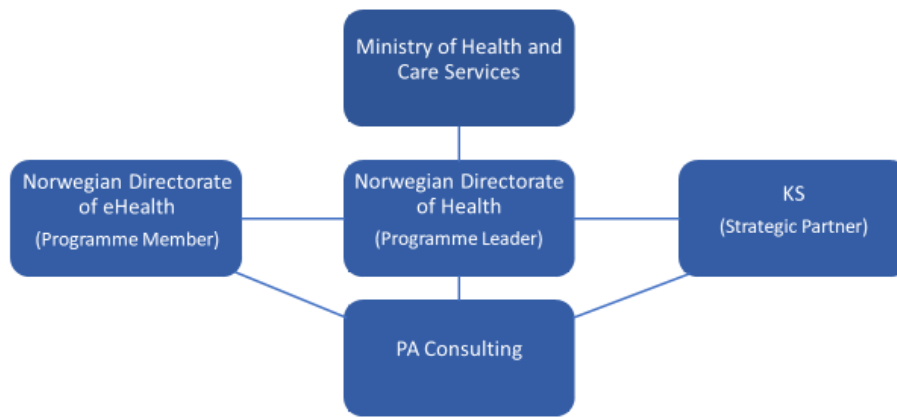 Ministry of Health and
Care Services
Norwegian Directorate
of eHealth
(Programme Member)
Norwegian Directorate
of Health
(Programme Leader)
KS
(Strategic Partner)
PA Consulting